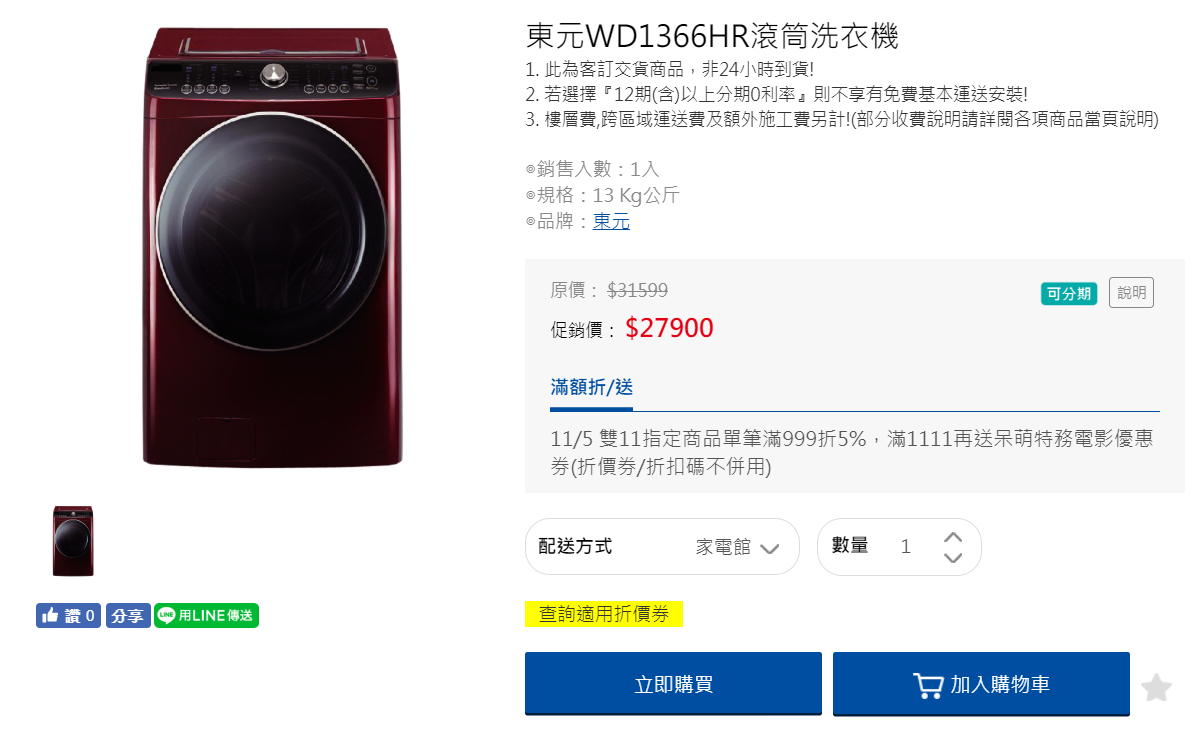 東元WD1366HR滾筒洗衣機
1. 此為客訂交貨商品，非24小時到貨!
2. 若選擇『12期(含)以上分期0利率』則不享有免費基本運送安裝!
3. 樓層費,跨區域運送費及額外施工費另計!(部分收費說明請詳閱各項商品當頁說明)
◎銷售入數：1入
◎規格：13 Kg公斤
◎品牌：東元
原價： $31599
可分期 說明
促銷價： $27900
滿額折/送
11/5 雙11指定商品單筆滿999折5%，滿1111再送呆萌特務電影優惠
券(折價券/折扣碼不併用)
配送方式 家電館 數量 1
讚 0 分享 LINE 用LINE傳送
查詢適用折價券
立即購買 加入購物車